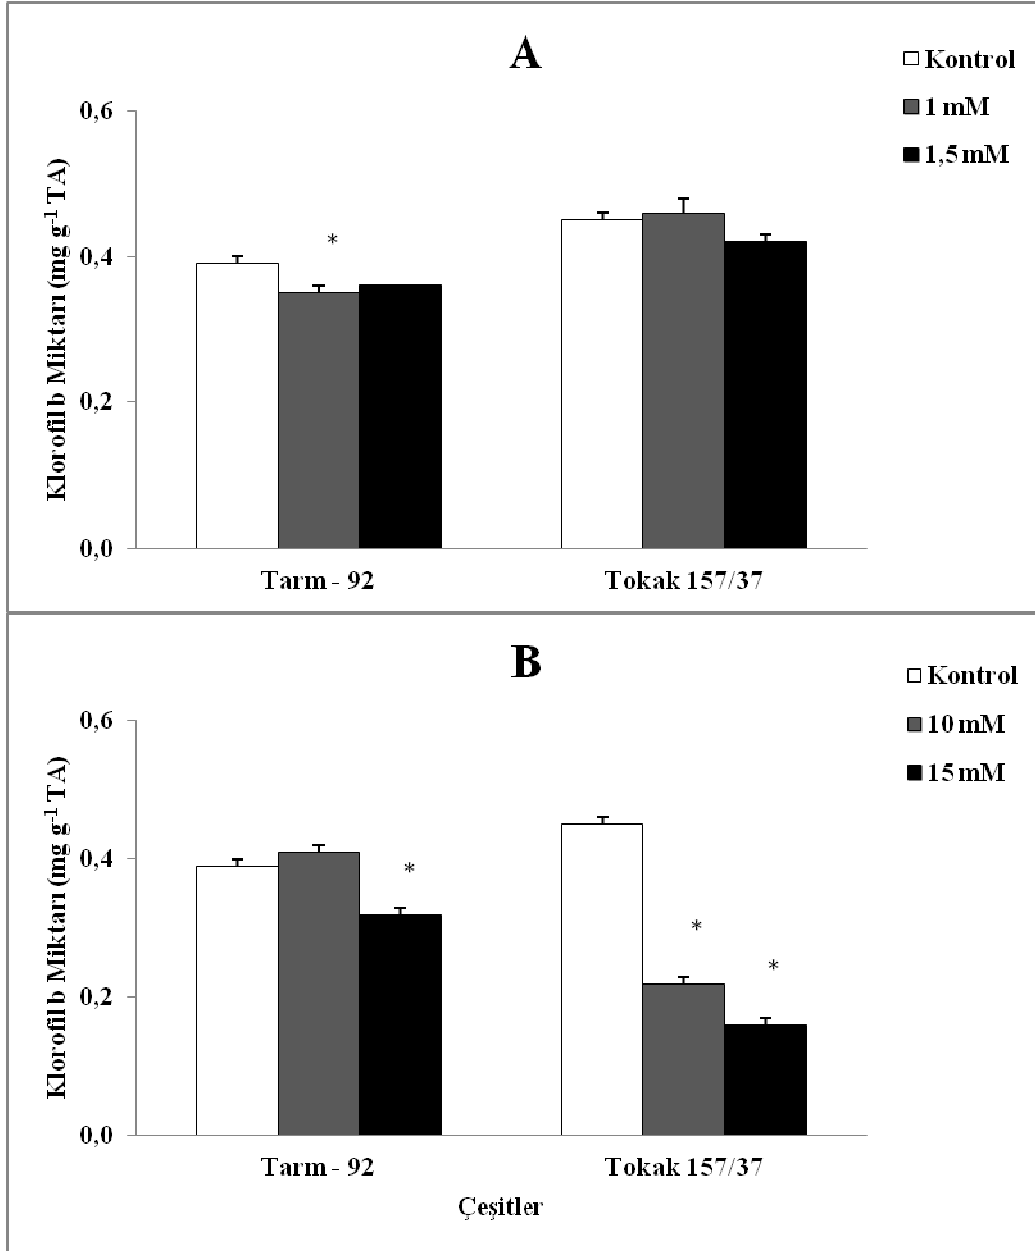 A
Kontrol
1 mM
1,5 mM
Klorofil b Miktarı (mg g-1 TA)
0,6
0,4
0,2
0,0
*
Tarm - 92
Tokak 157/37
B
Kontrol
10 mM
15 mM
Klorofil b Miktarı (mg g-1 TA)
0,6
0,4
0,2
0,0
*
*
*
Tarm - 92
Tokak 157/37
Çeşitler